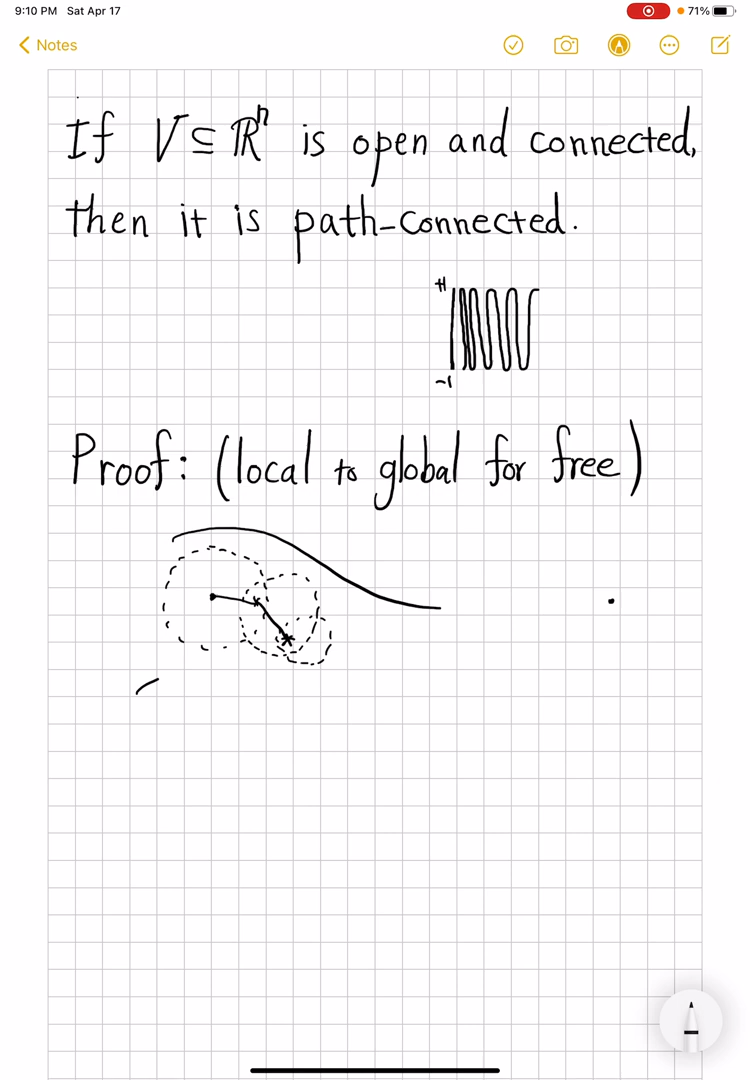 9:10 PM Sat Apr 17
71%
Notes
If V ⊆ ℝⁿ is open and connected,
then it is path-connected.
+1
-1
Proof: (local to global for free)